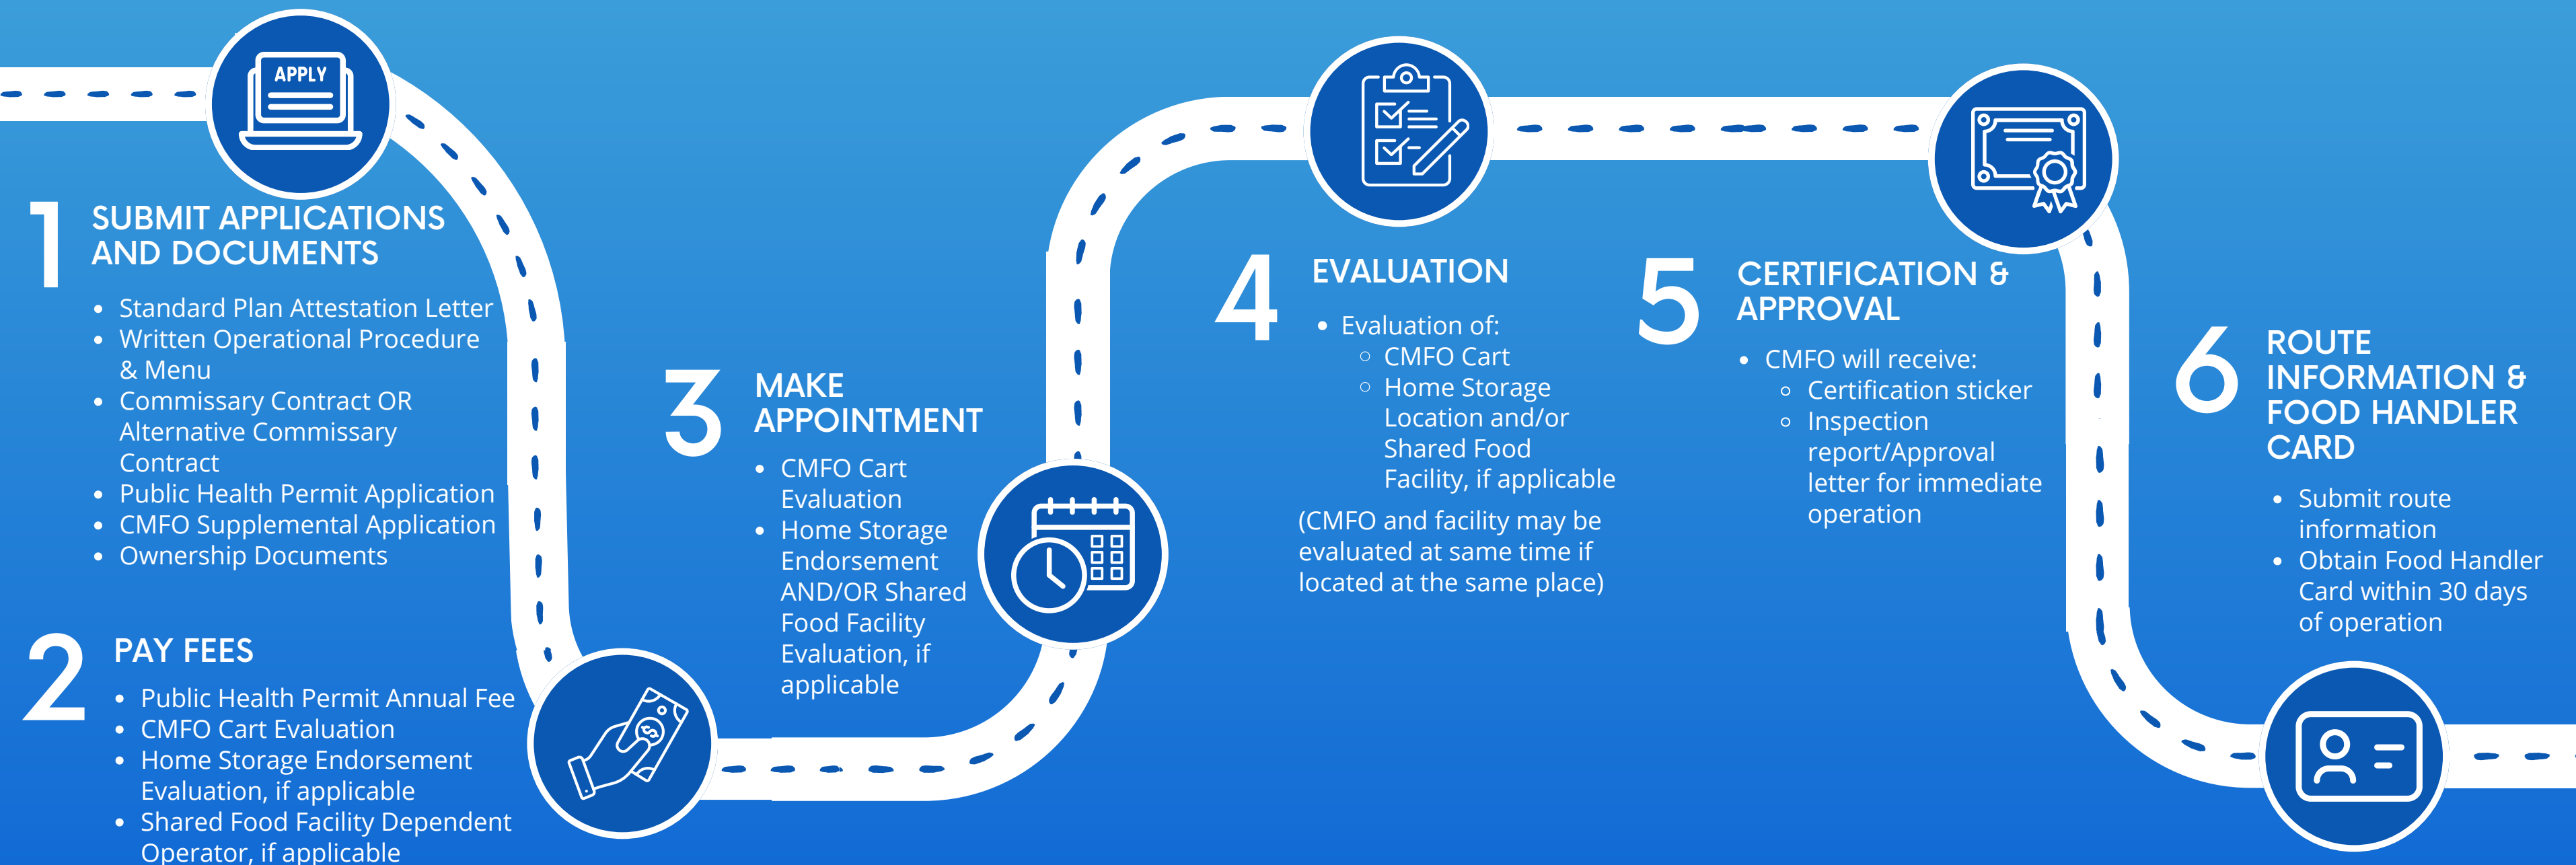 APPLY
1
SUBMIT APPLICATIONS
AND DOCUMENTS
• Standard Plan Attestation Letter
• Written Operational Procedure
& Menu
• Commissary Contract OR
Alternative Commissary
Contract
• Public Health Permit Application
• CMFO Supplemental Application
• Ownership Documents
2
PAY FEES
• Public Health Permit Annual Fee
• CMFO Cart Evaluation
• Home Storage Endorsement
Evaluation, if applicable
• Shared Food Facility Dependent
Operator, if applicable
$
3
MAKE
APPOINTMENT
• CMFO Cart
Evaluation
• Home Storage
Endorsement
AND/OR Shared
Food Facility
Evaluation, if
applicable
4
EVALUATION
• Evaluation of:
○ CMFO Cart
○ Home Storage
Location and/or
Shared Food
Facility, if applicable
(CMFO and facility may be
evaluated at same time if
located at the same place)
5
CERTIFICATION &
APPROVAL
• CMFO will receive:
○ Certification sticker
○ Inspection
report/Approval
letter for immediate
operation
6
ROUTE
INFORMATION &
FOOD HANDLER
CARD
• Submit route
information
• Obtain Food Handler
Card within 30 days
of operation